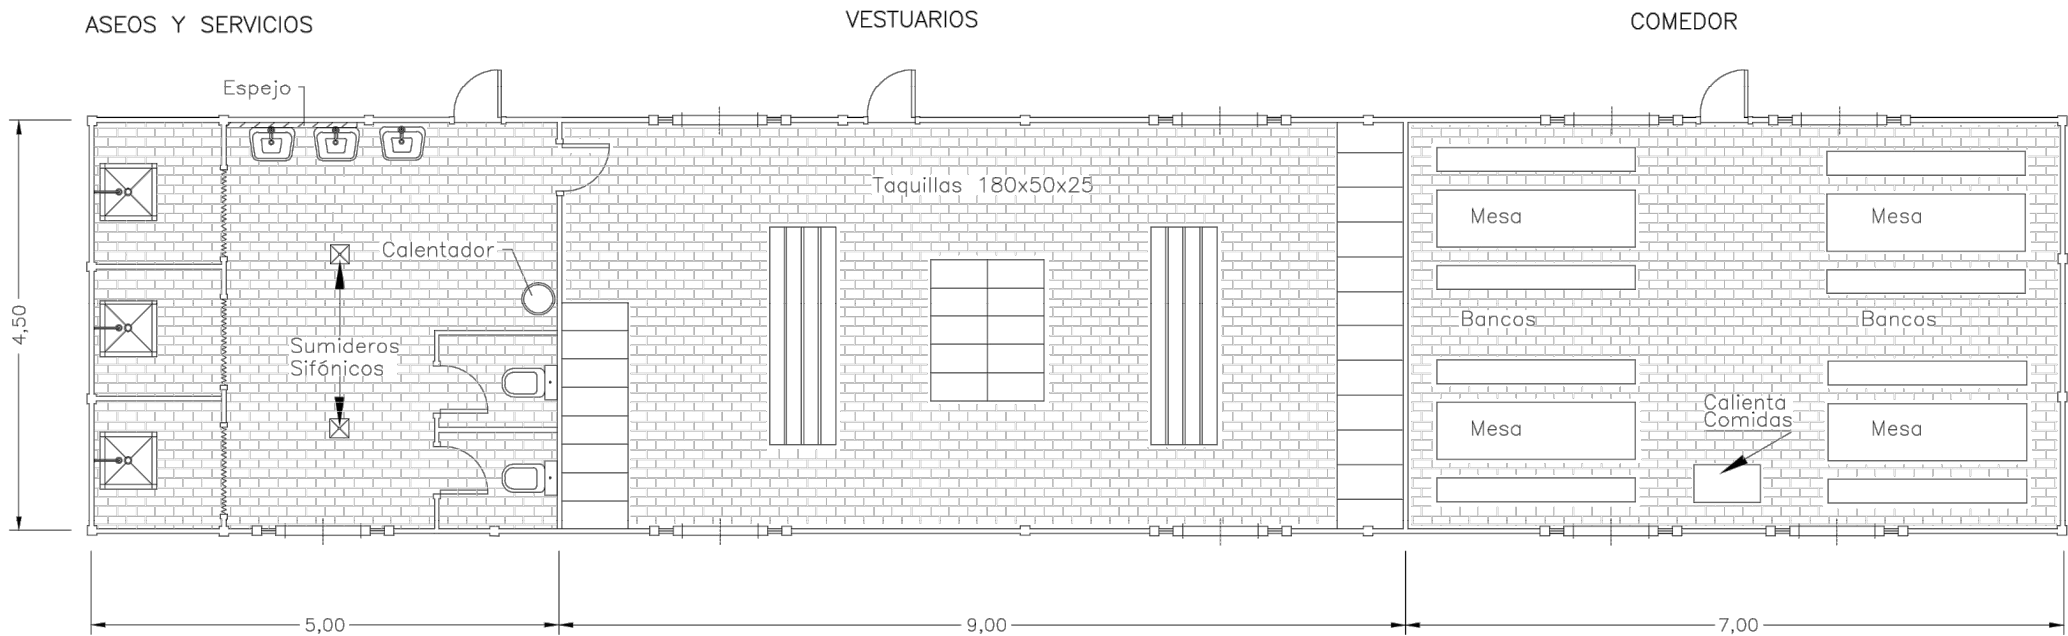 ASEOS Y SERVICIOS
VESTUARIOS
COMEDOR
Espejo
Taquillas 180x50x25
Calentador
Sumideros
Sifónicos
Mesa
Mesa
Bancos
Bancos
Calienta
Comidas
Mesa
Mesa
4,50
5,00
9,00
7,00